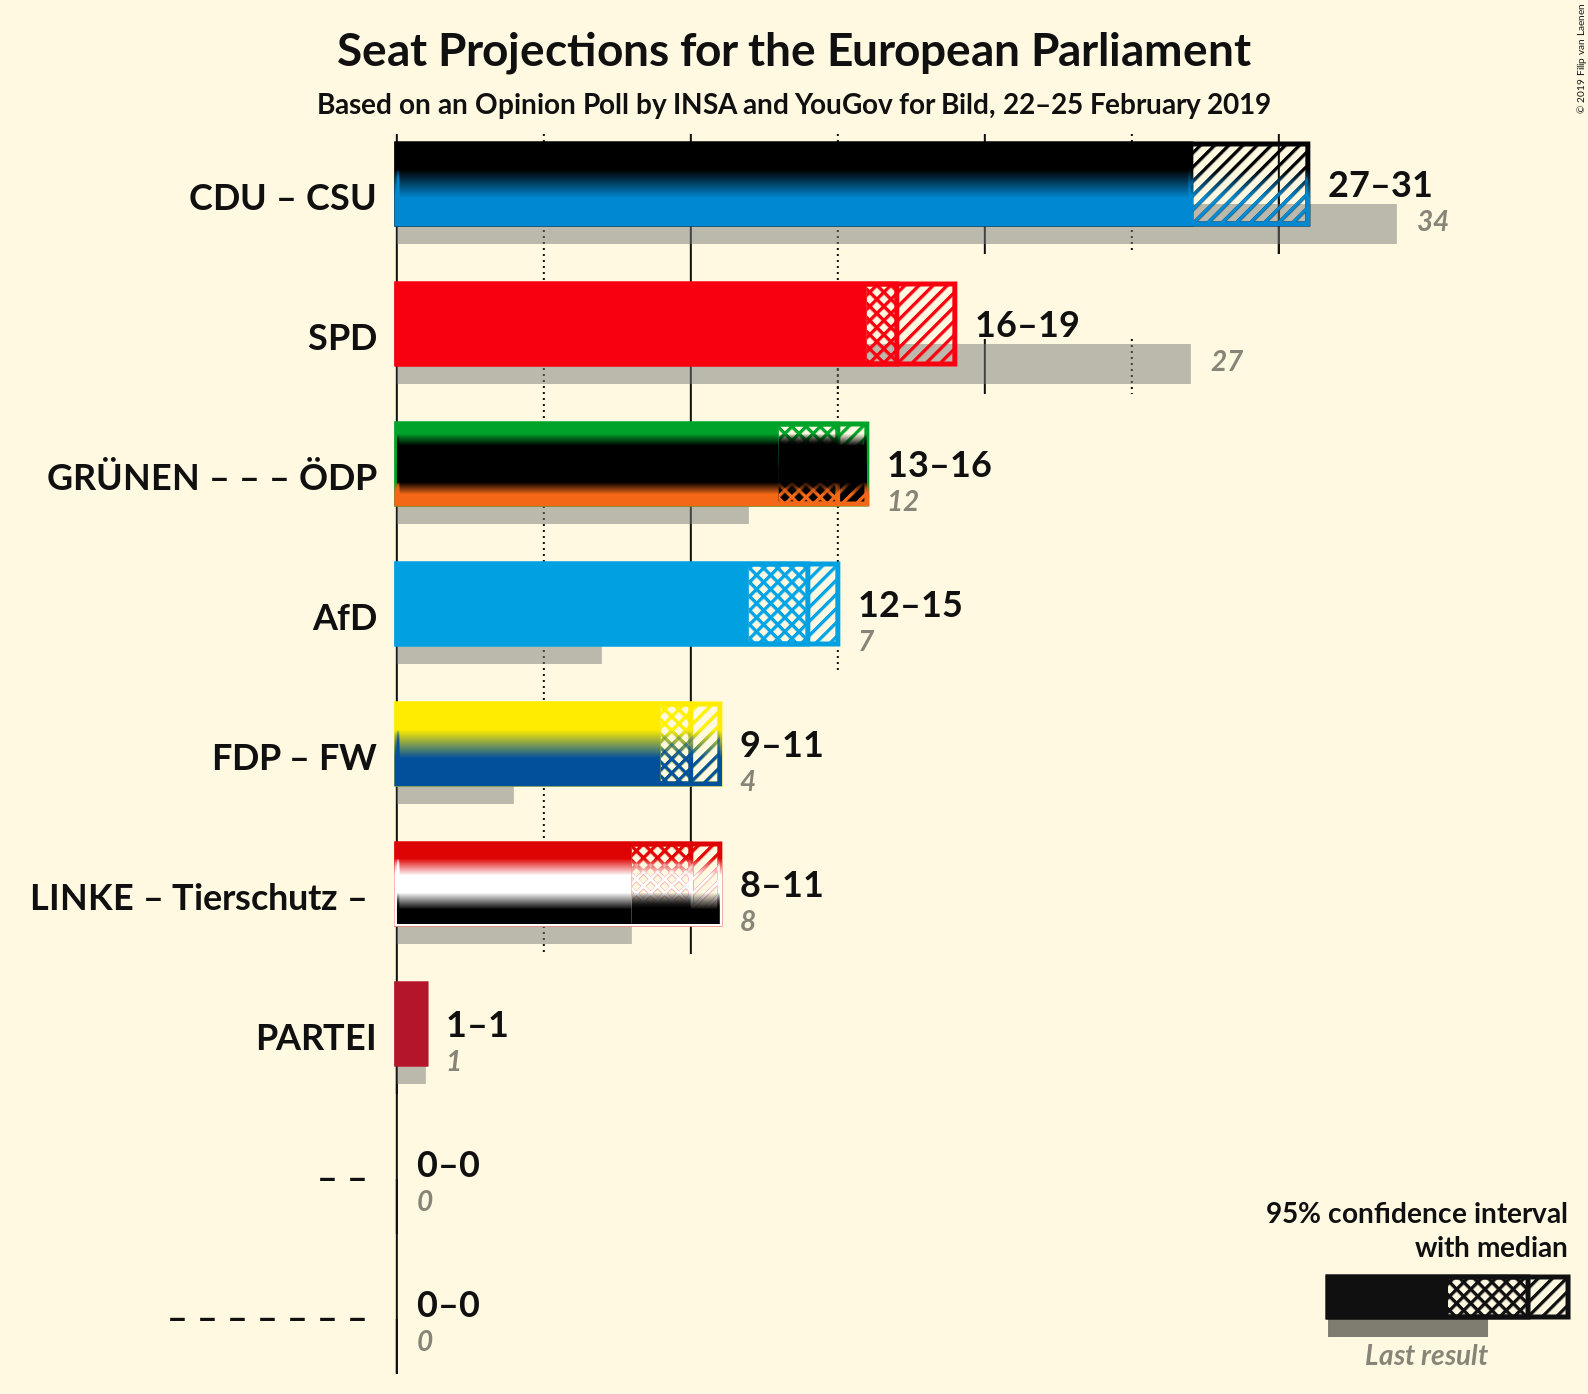 Seat Projections for the European Parliament
Based on an Opinion Poll by INSA and YouGov for Bild, 22–25 February 2019
© 2019 Filip van Laenen
CDU – CSU
27–31
34
SPD
16–19
27
GRÜNEN – – – ÖDP
13–16
12
AfD
12–15
7
FDP – FW
9–11
4
LINKE – Tierschutz –
8–11
8
PARTEI
1–1
1
– –
0–0
0
– – – – – – –
0–0
0
95% confidence interval
with median
Last result